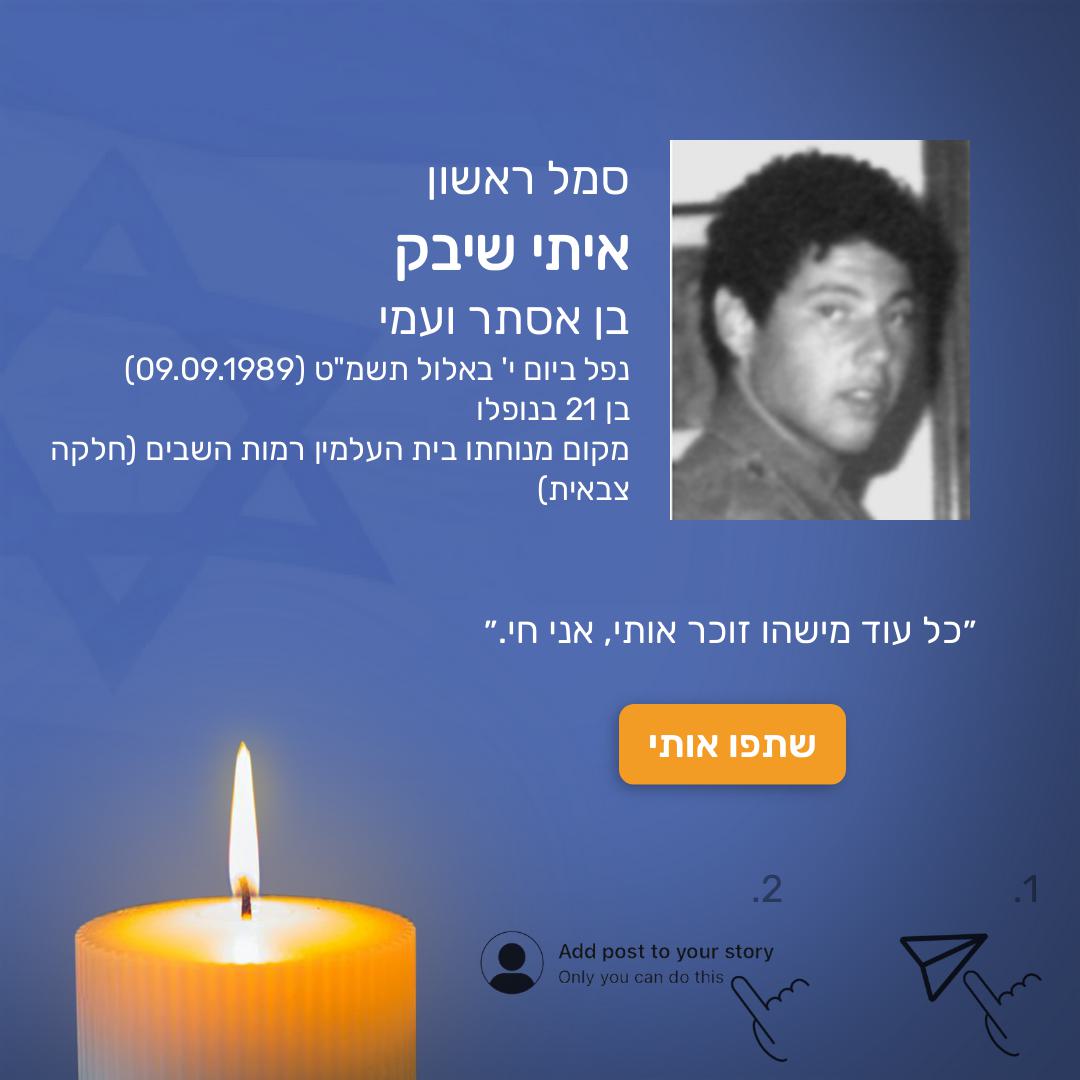 סמל ראשון
איתי שיבק
בן אסתר ועמי
נפל ביום י' באלול תשמ"ט (09.09.1989)
בן 21 בנופלו
מקום מנוחתו בית העלמין רמות השבים (חלקה
צבאית)
״כל עוד מישהו זוכר אותי, אני חי.״
שתפו אותי
1.
2.
Add post to your story
Only you can do this